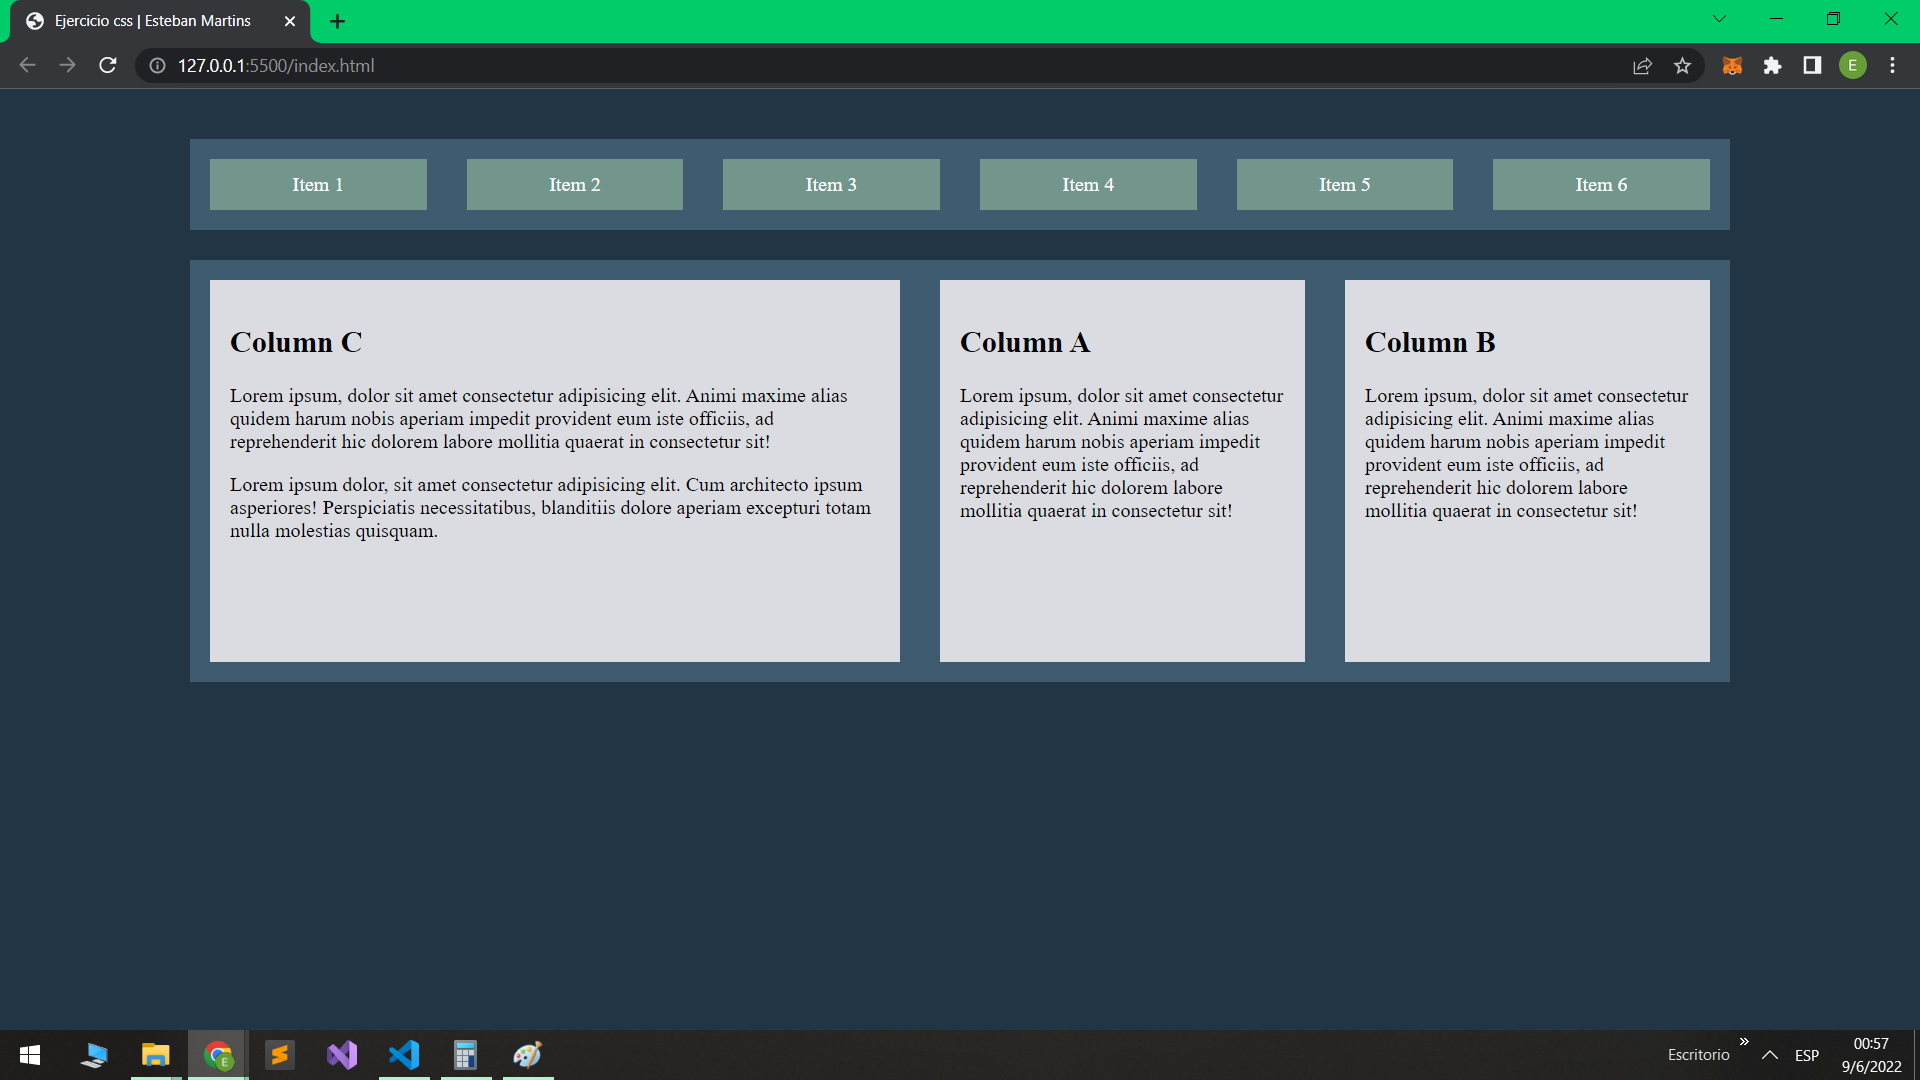 Ejercicio css | Esteban Martins
127.0.0.1:5500/index.html
E
Item 1
Item 2
Item 3
Item 4
Item 5
Item 6
Column C
Lorem ipsum, dolor sit amet consectetur adipisicing elit. Animi maxime alias
quidem harum nobis aperiam impedit provident eum iste officiis, ad
reprehenderit hic dolorem labore mollitia quaerat in consectetur sit!
Lorem ipsum dolor, sit amet consectetur adipisicing elit. Cum architecto ipsum
asperiores! Perspiciatis necessitatibus, blanditiis dolore aperiam excepturi totam
nulla molestias quisquam.
Column A
Lorem ipsum, dolor sit amet consectetur
adipisicing elit. Animi maxime alias
quidem harum nobis aperiam impedit
provident eum iste officiis, ad
reprehenderit hic dolorem labore
mollitia quaerat in consectetur sit!
Column B
Lorem ipsum, dolor sit amet consectetur
adipisicing elit. Animi maxime alias
quidem harum nobis aperiam impedit
provident eum iste officiis, ad
reprehenderit hic dolorem labore
mollitia quaerat in consectetur sit!
E
Escritorio
ESP
00:57
9/6/2022